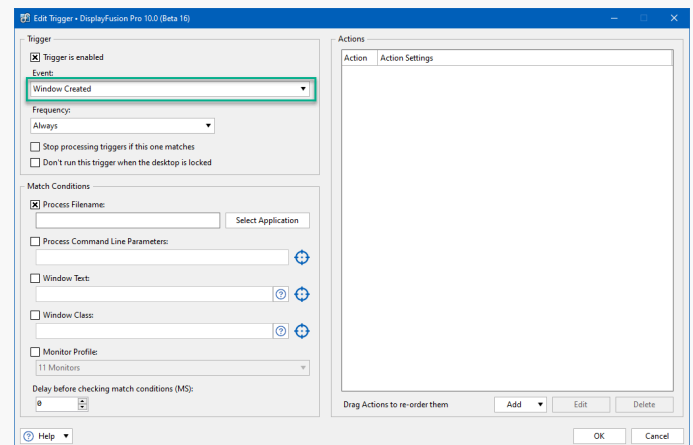 Edit Trigger • DisplayFusion Pro 10.0 (Beta 16)
Trigger
Trigger is enabled
Event:
Window Created
Frequency:
Always
Stop processing triggers if this one matches
Don't run this trigger when the desktop is locked
Match Conditions
Process Filename:
Select Application
Process Command Line Parameters:
Window Text:
Window Class:
Monitor Profile:
11 Monitors
Delay before checking match conditions (MS):
0
Help
Actions
Action Action Settings
Drag Actions to re-order them Add Edit Delete
OK Cancel